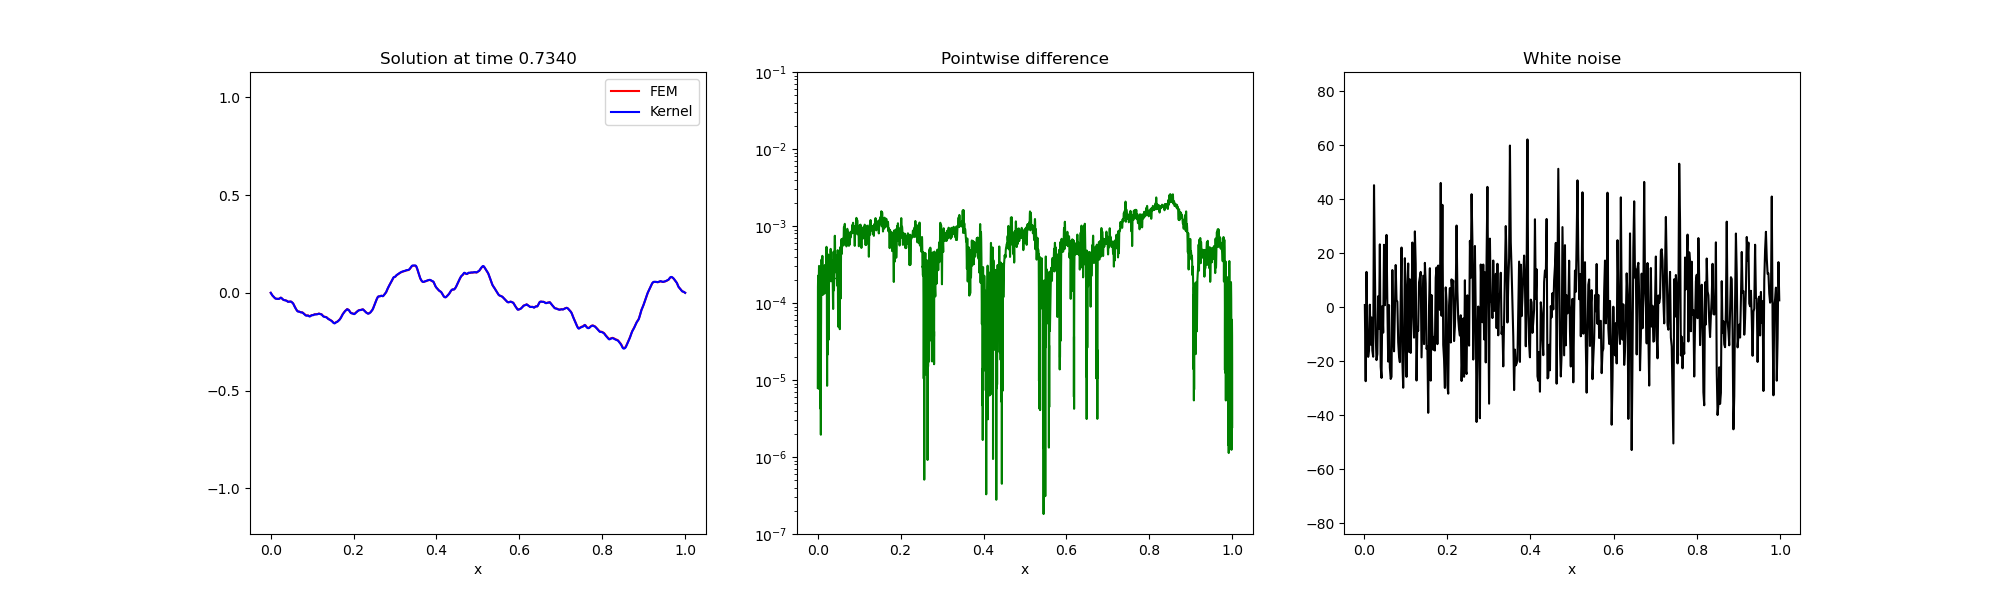 Solution at time 0.7340
1.0
0.5
0.0
−0.5
−1.0
0.0 0.2 0.4 0.6 0.8 1.0
x
FEM
Kernel
Pointwise difference
10⁻¹
10⁻²
10⁻³
10⁻⁴
10⁻⁵
10⁻⁶
10⁻⁷
0.0 0.2 0.4 0.6 0.8 1.0
x
White noise
80
60
40
20
0
−20
−40
−60
−80
0.0 0.2 0.4 0.6 0.8 1.0
x